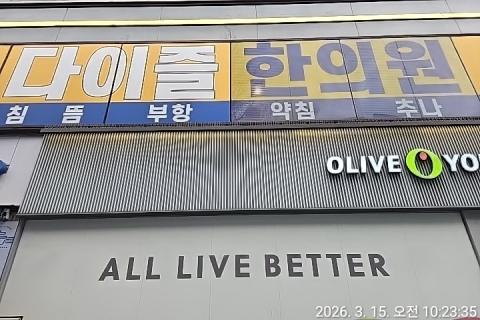 다이즐 한의원
침 뜸 부항 약침 추나
OLIVE YO
ALL LIVE BETTER
2026. 3. 15. 오전 10:23:35